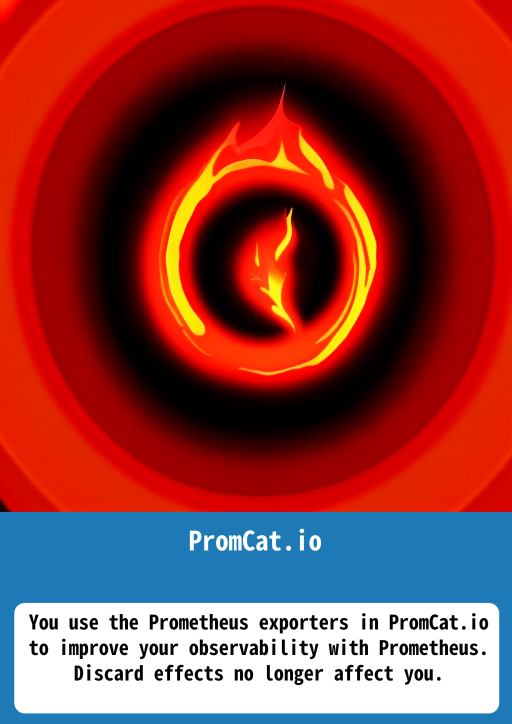 PromCat.io
You use the Prometheus exporters in PromCat.io
to improve your observability with Prometheus.
Discard effects no longer affect you.